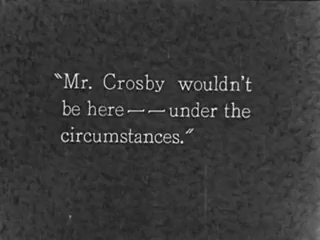 "Mr. Crosby wouldn't
be here — — under the
circumstances."